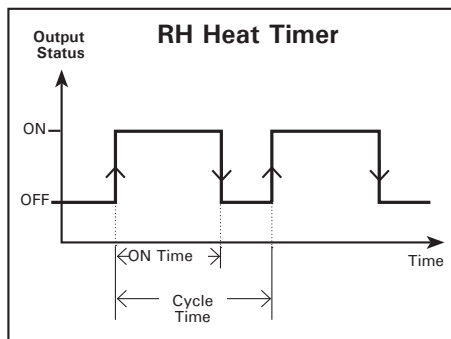 RH Heat Timer
Output
Status
ON
OFF
ON Time
Time
Cycle
Time